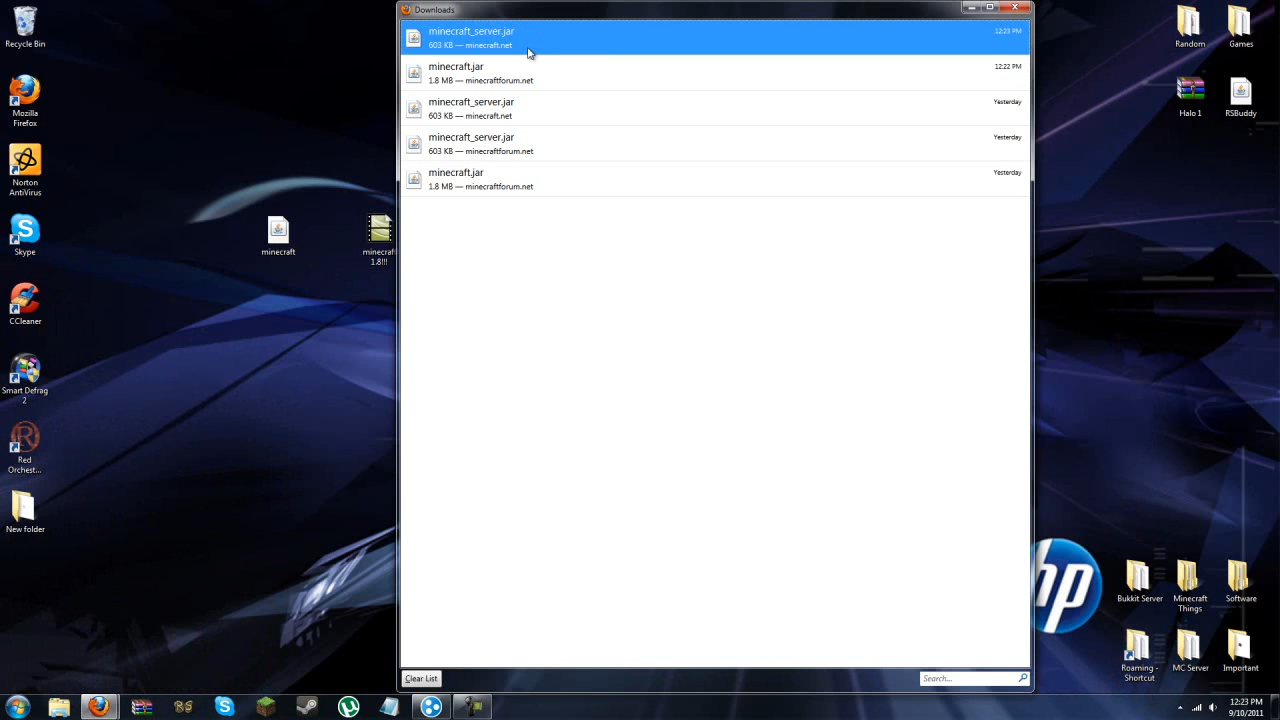 Downloads
minecraft_server.jar
12:23 PM
603 KB — minecraft.net
minecraft.jar
12:22 PM
1.8 MB — minecraftforum.net
minecraft_server.jar
Yesterday
603 KB — minecraft.net
minecraft_server.jar
Yesterday
603 KB — minecraftforum.net
minecraft.jar
Yesterday
1.8 MB — minecraftforum.net
Clear List
Search...
Recycle Bin
Mozilla
Firefox
Norton
AntiVirus
Skype
CCleaner
Smart Defrag
2
Red
Orchest...
New folder
minecraft
minecraft
1.8!!!
Random
Games
Halo 1
RSBuddy
hp
Bukkit Server
Minecraft
Things
Software
Roaming -
Shortcut
MC Server
Important
12:23 PM
9/10/2011